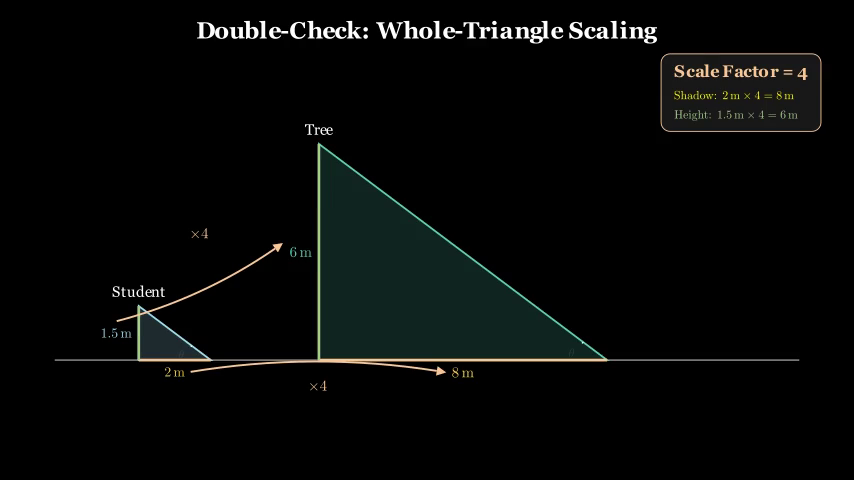 Double-Check: Whole-Triangle Scaling
Scale Factor = 4
Shadow: 2 m × 4 = 8 m
Height: 1.5 m × 4 = 6 m
Tree
×4
6 m
Student
1.5 m
2 m
8 m
×4